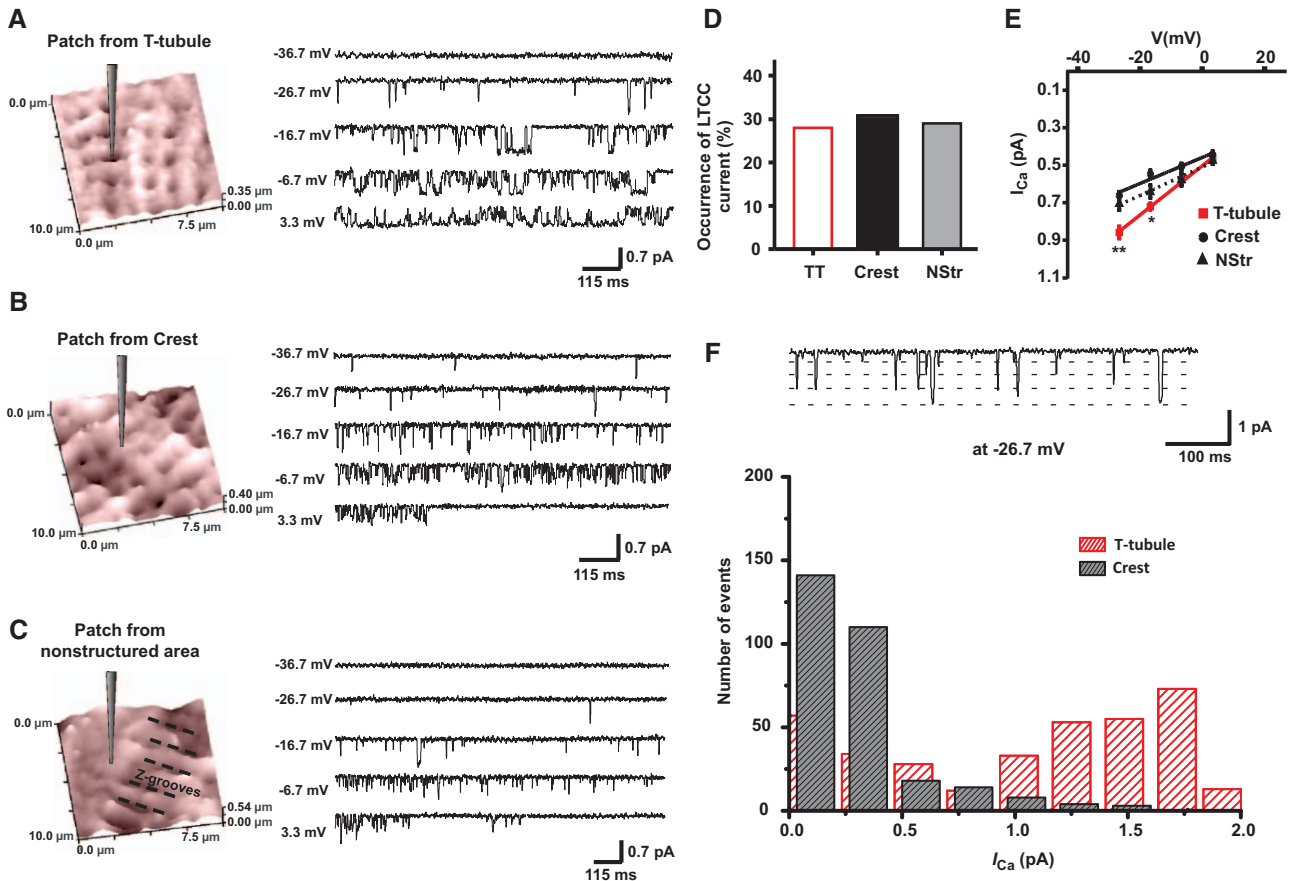 A
Patch from T-tubule
0.0 µm
10.0 µm
0.0 µm
7.5 µm
0.35 µm
0.00 µm
-36.7 mV
-26.7 mV
-16.7 mV
-6.7 mV
3.3 mV
0.7 pA
115 ms
B
Patch from Crest
0.0 µm
10.0 µm
0.0 µm
7.5 µm
0.40 µm
0.00 µm
-36.7 mV
-26.7 mV
-16.7 mV
-6.7 mV
3.3 mV
0.7 pA
115 ms
C
Patch from
nonstructured area
0.0 µm
Z-grooves
10.0 µm
0.0 µm
7.5 µm
0.54 µm
0.00 µm
-36.7 mV
-26.7 mV
-16.7 mV
-6.7 mV
3.3 mV
0.7 pA
115 ms
D
Occurrence of LTCC
current (%)
40
30
20
10
0
TT
Crest
NStr
E
V(mV)
-40
-20
0
20
I_Ca (pA)
0.1
0.3
0.5
0.7
0.9
1.1
**
*
T-tubule
Crest
NStr
F
1 pA
100 ms
at -26.7 mV
Number of events
200
150
100
50
0
T-tubule
Crest
0.0
0.5
1.0
1.5
2.0
I_Ca (pA)